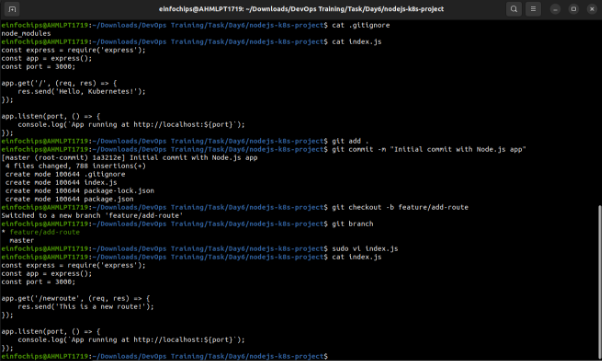 einfochips@AHMLPT1719: ~/Downloads/DevOps Training/Task/Day6/nodejs-k8s-project
einfochips@AHMLPT1719:~/Downloads/DevOps Training/Task/Day6/nodejs-k8s-project$ cat .gitignore
node_modules
einfochips@AHMLPT1719:~/Downloads/DevOps Training/Task/Day6/nodejs-k8s-project$ cat index.js
const express = require('express');
const app = express();
const port = 3000;

app.get('/', (req, res) => {
    res.send('Hello, Kubernetes!');
});

app.listen(port, () => {
    console.log(`App running at http://localhost:${port}`);
});
einfochips@AHMLPT1719:~/Downloads/DevOps Training/Task/Day6/nodejs-k8s-project$ git add .
einfochips@AHMLPT1719:~/Downloads/DevOps Training/Task/Day6/nodejs-k8s-project$ git commit -m "Initial commit with Node.js app"
[master (root-commit) 1a3212e] Initial commit with Node.js app
 4 files changed, 788 insertions(+)
 create mode 100644 .gitignore
 create mode 100644 index.js
 create mode 100644 package-lock.json
 create mode 100644 package.json
einfochips@AHMLPT1719:~/Downloads/DevOps Training/Task/Day6/nodejs-k8s-project$ git checkout -b feature/add-route
Switched to a new branch 'feature/add-route'
einfochips@AHMLPT1719:~/Downloads/DevOps Training/Task/Day6/nodejs-k8s-project$ git branch
* feature/add-route
  master
einfochips@AHMLPT1719:~/Downloads/DevOps Training/Task/Day6/nodejs-k8s-project$ sudo vi index.js
einfochips@AHMLPT1719:~/Downloads/DevOps Training/Task/Day6/nodejs-k8s-project$ cat index.js
const express = require('express');
const app = express();
const port = 3000;

app.get('/newroute', (req, res) => {
    res.send('This is a new route!');
});

app.listen(port, () => {
    console.log(`App running at http://localhost:${port}`);
});
einfochips@AHMLPT1719:~/Downloads/DevOps Training/Task/Day6/nodejs-k8s-project$